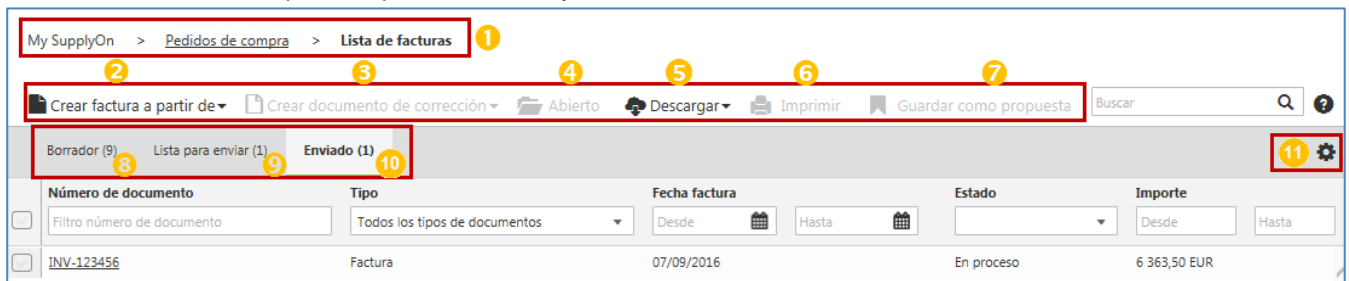 My SupplyOn > Pedidos de compra > Lista de facturas 1
2 3 4 5 6 7
Crear factura a partir de Crear documento de corrección Abierto Descargar Imprimir Guardar como propuesta Buscar
Borrador (9) 8 Lista para enviar (1) 9 Enviado (1) 10 11
Número de documento Tipo Fecha factura Estado Importe
Filtro número de documento Todos los tipos de documentos Desde Hasta Desde Hasta
INV-123456 Factura 07/09/2016 En proceso 6 363,50 EUR